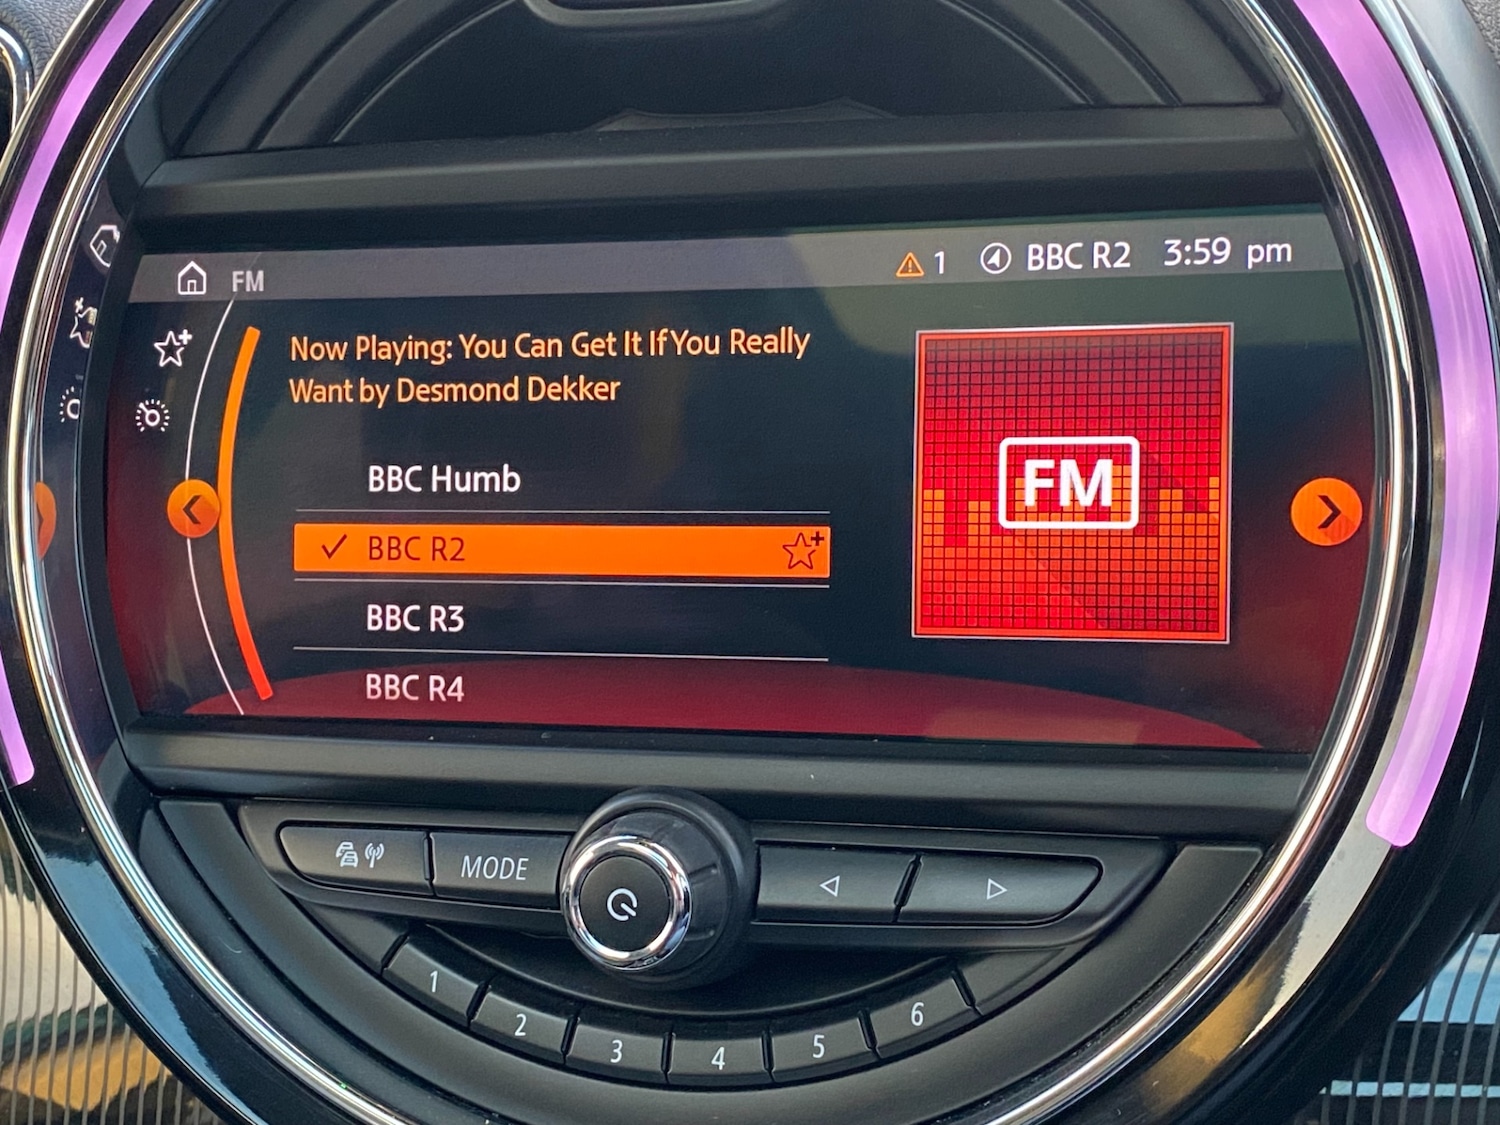 FM
1 BBC R2 3:59 pm
Now Playing: You Can Get It If You Really
Want by Desmond Dekker
BBC Humb
BBC R2
BBC R3
BBC R4
FM
MODE
1 2 3 4 5 6